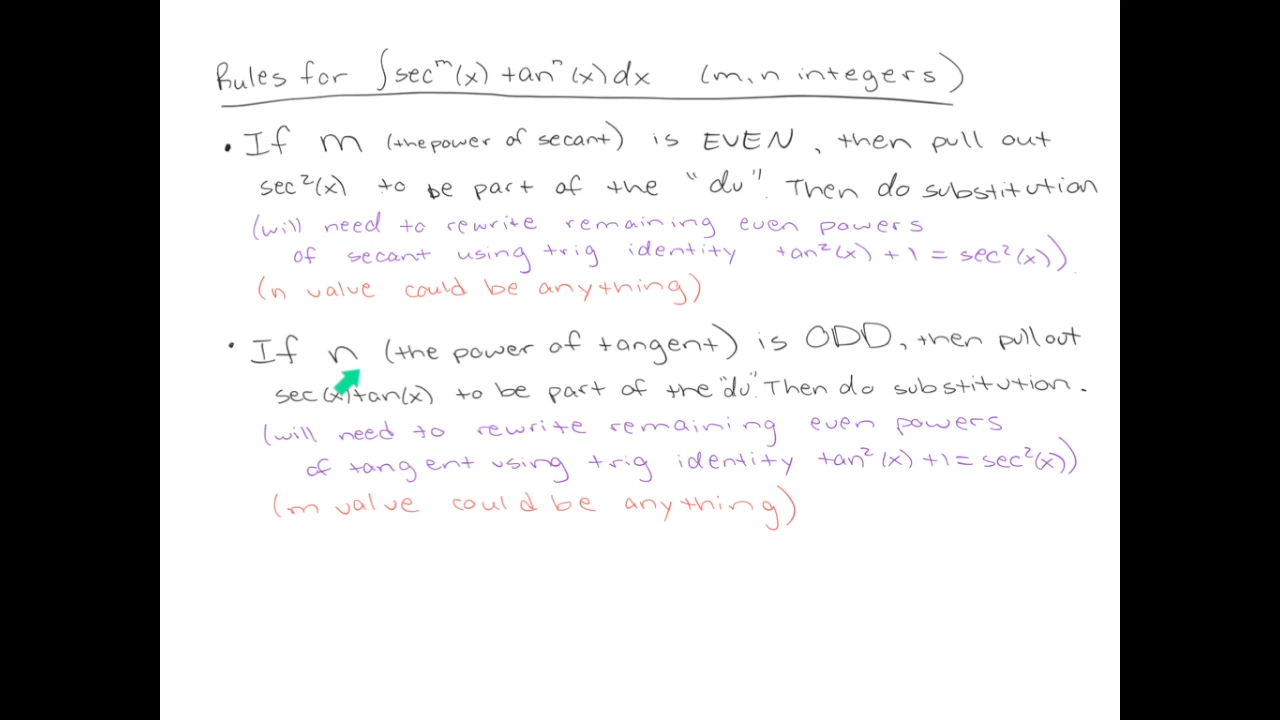 Rules for ∫sec^m(x) tan^n(x)dx (m,n integers)
• If m (the power of secant) is EVEN, then pull out
sec²(x) to be part of the "du". Then do substitution
(will need to rewrite remaining even powers
of secant using trig identity tan²(x)+1=sec²(x))
(n value could be anything)
• If n (the power of tangent) is ODD, then pull out
sec(x)tan(x) to be part of the "du". Then do substitution.
(will need to rewrite remaining even powers
of tangent using trig identity tan²(x)+1=sec²(x))
(m value could be anything)